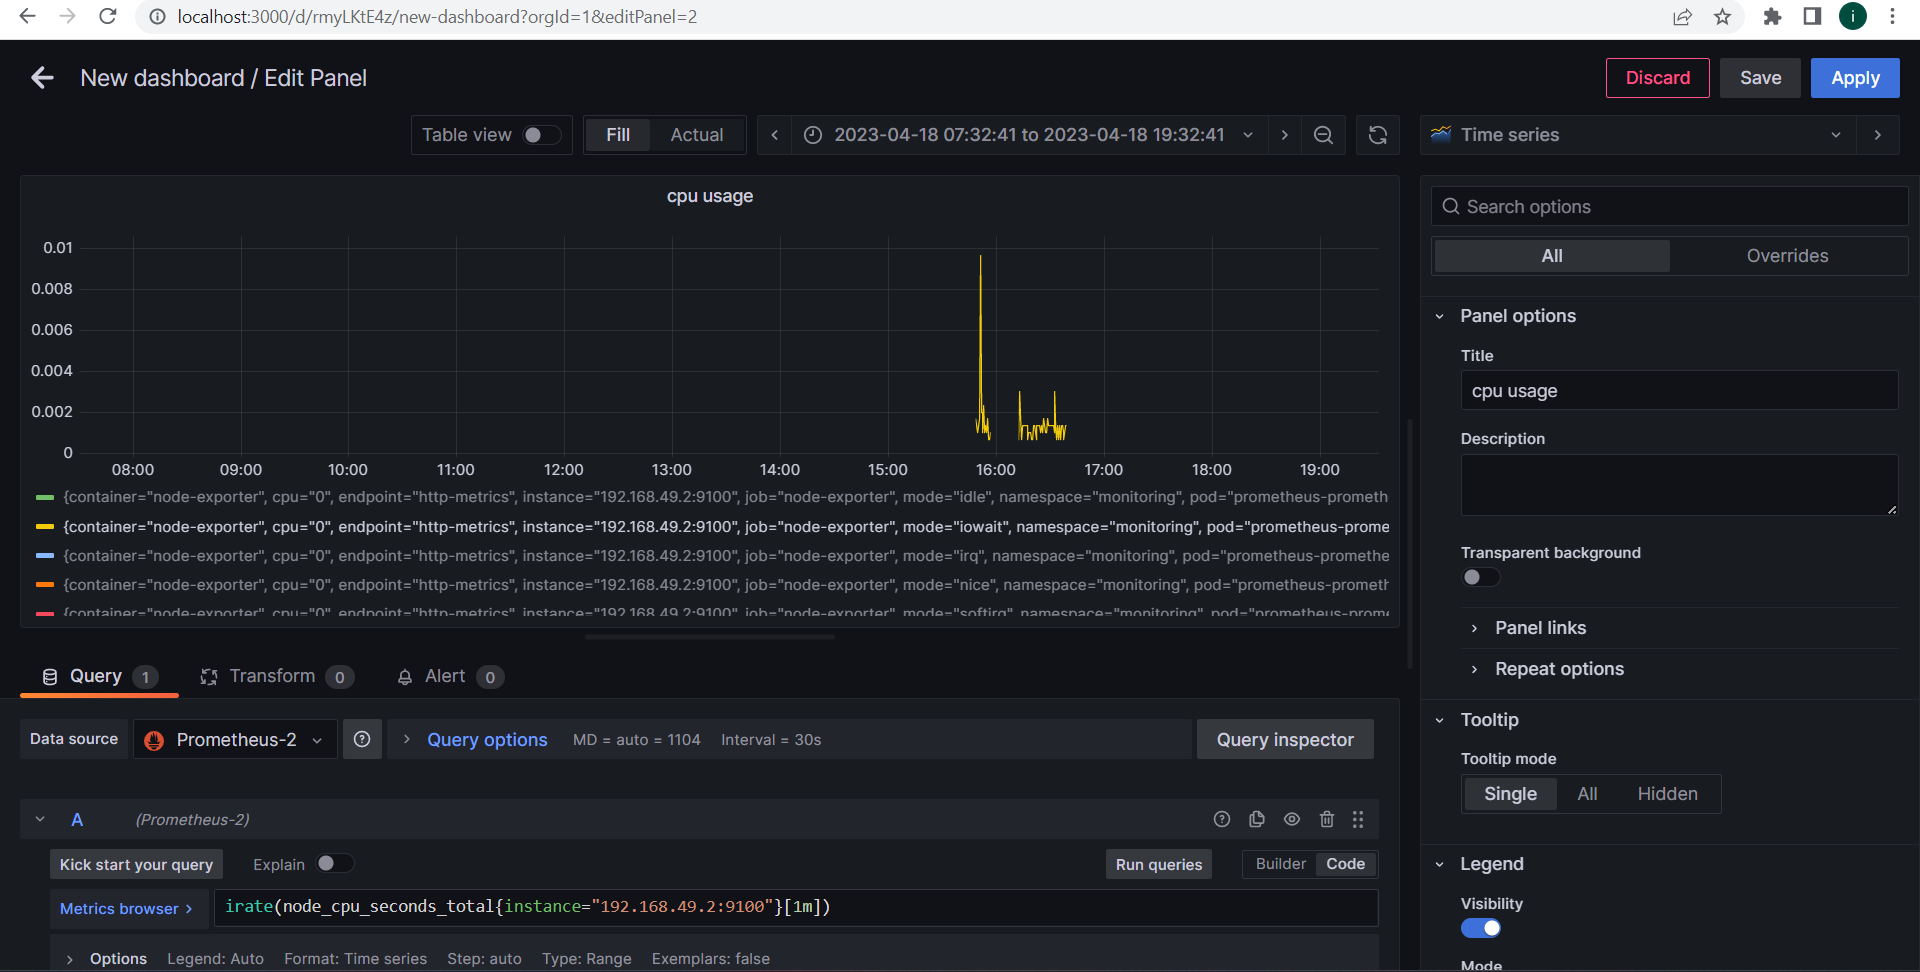 localhost:3000/d/rmyLKtE4z/new-dashboard?orgId=1&editPanel=2
i
New dashboard / Edit Panel
Discard
Save
Apply
Table view
Fill
Actual
2023-04-18 07:32:41 to 2023-04-18 19:32:41
Time series
cpu usage
0.01
0.008
0.006
0.004
0.002
0
08:00 09:00 10:00 11:00 12:00 13:00 14:00 15:00 16:00 17:00 18:00 19:00
{container="node-exporter", cpu="0", endpoint="http-metrics", instance="192.168.49.2:9100", job="node-exporter", mode="idle", namespace="monitoring", pod="prometheus-prometh
{container="node-exporter", cpu="0", endpoint="http-metrics", instance="192.168.49.2:9100", job="node-exporter", mode="iowait", namespace="monitoring", pod="prometheus-prome
{container="node-exporter", cpu="0", endpoint="http-metrics", instance="192.168.49.2:9100", job="node-exporter", mode="irq", namespace="monitoring", pod="prometheus-promethe
{container="node-exporter", cpu="0", endpoint="http-metrics", instance="192.168.49.2:9100", job="node-exporter", mode="nice", namespace="monitoring", pod="prometheus-prometh
{container="node-exporter", cpu="0", endpoint="http-metrics", instance="192.168.49.2:9100", job="node-exporter", mode="softirq", namespace="monitoring", pod="prometheus-prome
Query 1
Transform 0
Alert 0
Data source
Prometheus-2
Query options
MD = auto = 1104
Interval = 30s
Query inspector
A
(Prometheus-2)
Kick start your query
Explain
Run queries
Builder
Code
Metrics browser >
irate(node_cpu_seconds_total{instance="192.168.49.2:9100"}[1m])
Options
Legend: Auto
Format: Time series
Step: auto
Type: Range
Exemplars: false
Search options
All
Overrides
Panel options
Title
cpu usage
Description
Transparent background
Panel links
Repeat options
Tooltip
Tooltip mode
Single
All
Hidden
Legend
Visibility
Mode